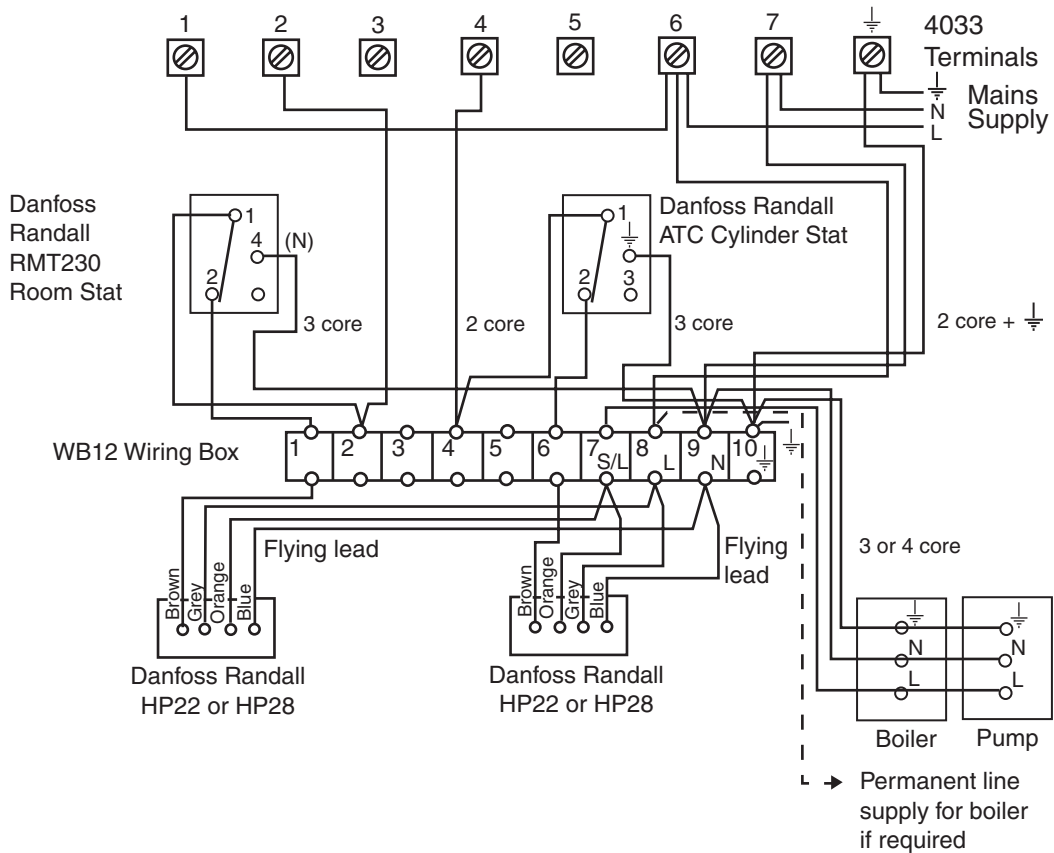 1 2 3 4 5 6 7 ⏚
4033
Terminals
⏚
N
L
Mains
Supply
Danfoss
Randall
RMT230
Room Stat
1
4 (N)
2
3 core
2 core
Danfoss Randall
ATC Cylinder Stat
1
⏚
2 3
3 core
2 core + ⏚
WB12 Wiring Box
1 2 3 4 5 6 7 8 9 10
S/L L N ⏚
⏚
Flying lead
Flying
lead
3 or 4 core
Brown
Grey
Orange
Blue
Brown
Orange
Grey
Blue
Danfoss Randall
HP22 or HP28
Danfoss Randall
HP22 or HP28
⏚ ⏚
N N
L L
Boiler Pump
Permanent line
supply for boiler
if required